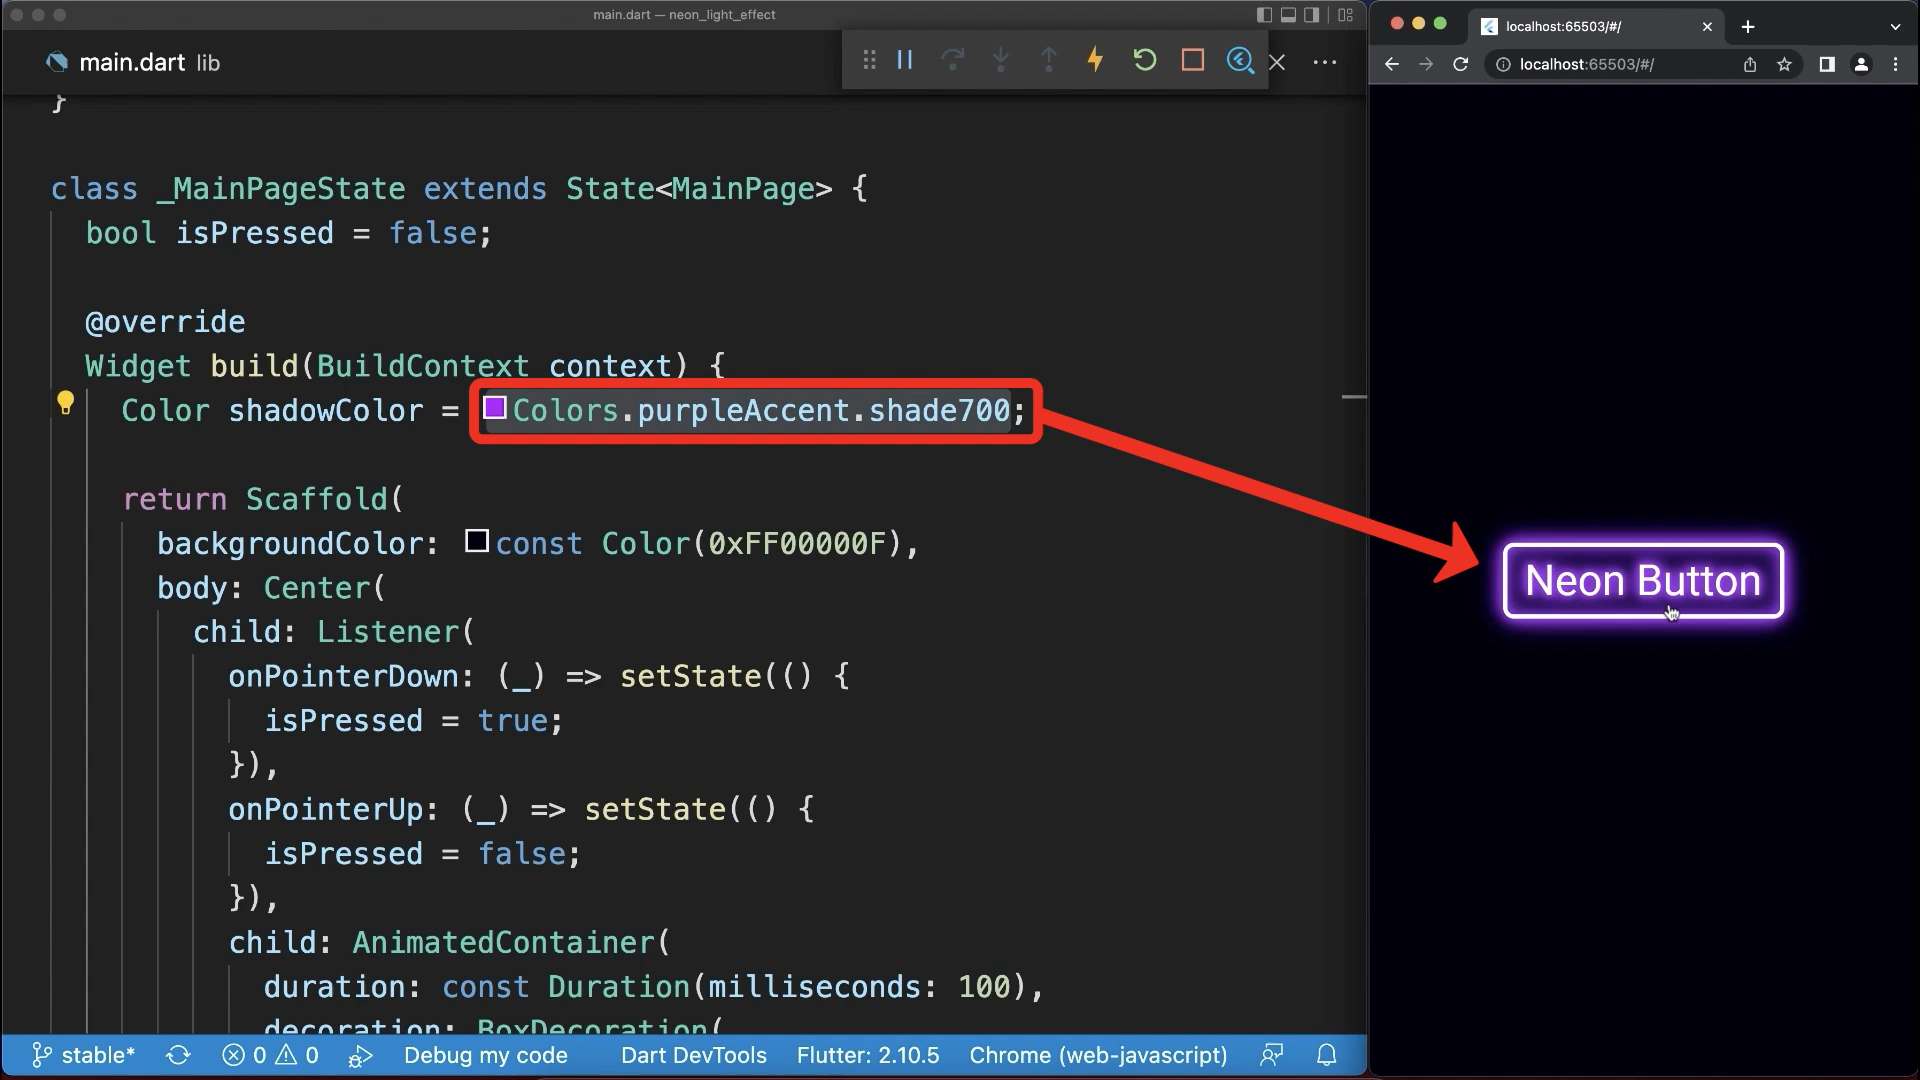 main.dart — neon_light_effect
main.dart lib
}
class _MainPageState extends State<MainPage> {
bool isPressed = false;
@override
Widget build(BuildContext context) {
Color shadowColor = Colors.purpleAccent.shade700;
return Scaffold(
backgroundColor: const Color(0xFF00000F),
body: Center(
child: Listener(
onPointerDown: (_) => setState(() {
isPressed = true;
}),
onPointerUp: (_) => setState(() {
isPressed = false;
}),
child: AnimatedContainer(
duration: const Duration(milliseconds: 100),
decoration: BoxDecoration(
stable* 0 0 Debug my code Dart DevTools Flutter: 2.10.5 Chrome (web-javascript)
localhost:65503/#/
localhost:65503/#/
Neon Button